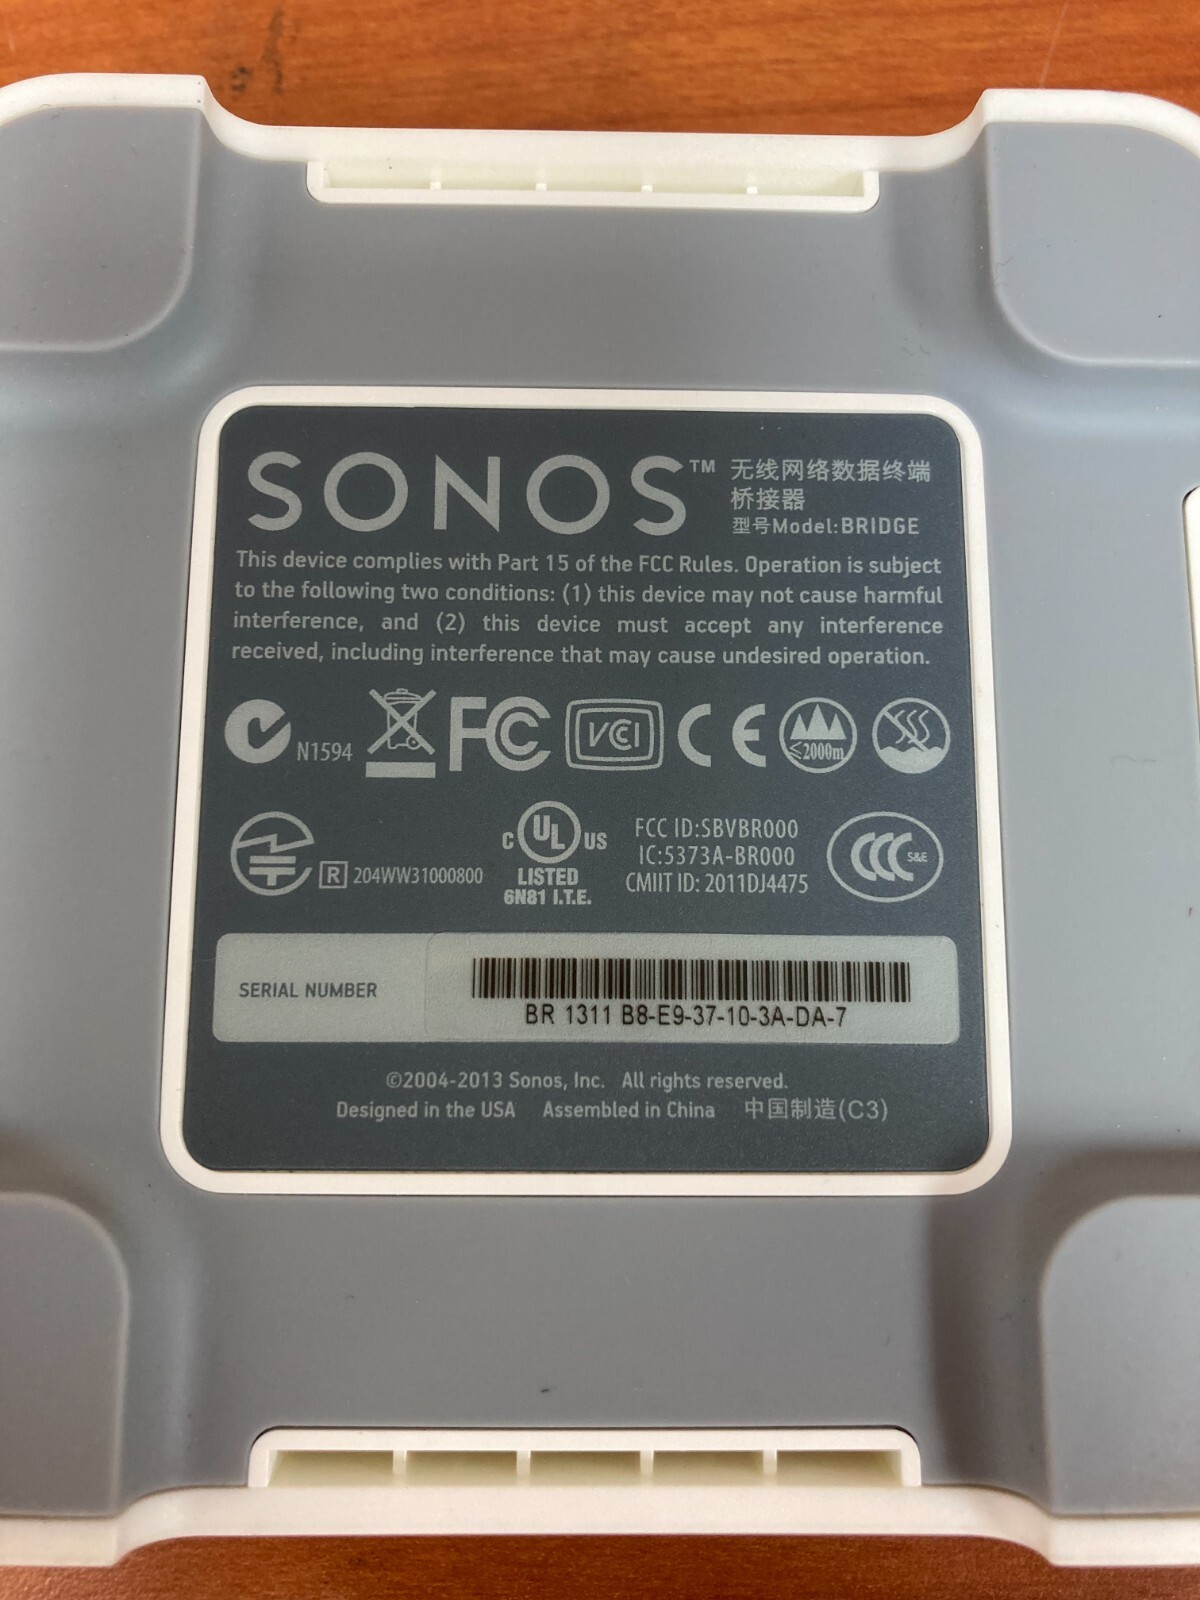 SONOS™
无线网络数据终端
桥接器
型号Model:BRIDGE
This device complies with Part 15 of the FCC Rules. Operation is subject
to the following two conditions: (1) this device may not cause harmful
interference, and (2) this device must accept any interference
received, including interference that may cause undesired operation.
N1594
FC
VCI
CE
≤2000m
R 204WW31000800
C UL US
LISTED
6N81 I.T.E.
FCC ID:SBVBR000
IC:5373A-BR000
CMIIT ID: 2011DJ4475
CCC S&E
SERIAL NUMBER
BR 1311 B8-E9-37-10-3A-DA-7
©2004-2013 Sonos, Inc. All rights reserved.
Designed in the USA Assembled in China 中国制造(C3)